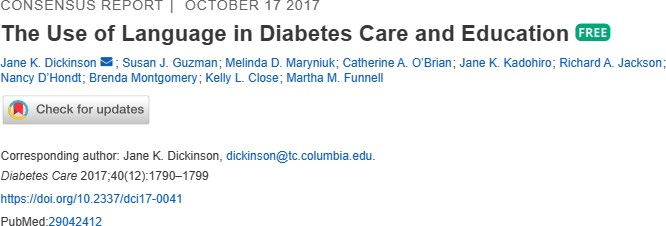 CONSENSUS REPORT | OCTOBER 17 2017
The Use of Language in Diabetes Care and Education FREE
Jane K. Dickinson ; Susan J. Guzman; Melinda D. Maryniuk; Catherine A. O'Brian; Jane K. Kadohiro; Richard A. Jackson;
Nancy D'Hondt; Brenda Montgomery; Kelly L. Close; Martha M. Funnell
Check for updates
Corresponding author: Jane K. Dickinson, dickinson@tc.columbia.edu.
Diabetes Care 2017;40(12):1790–1799
https://doi.org/10.2337/dci17-0041
PubMed:29042412